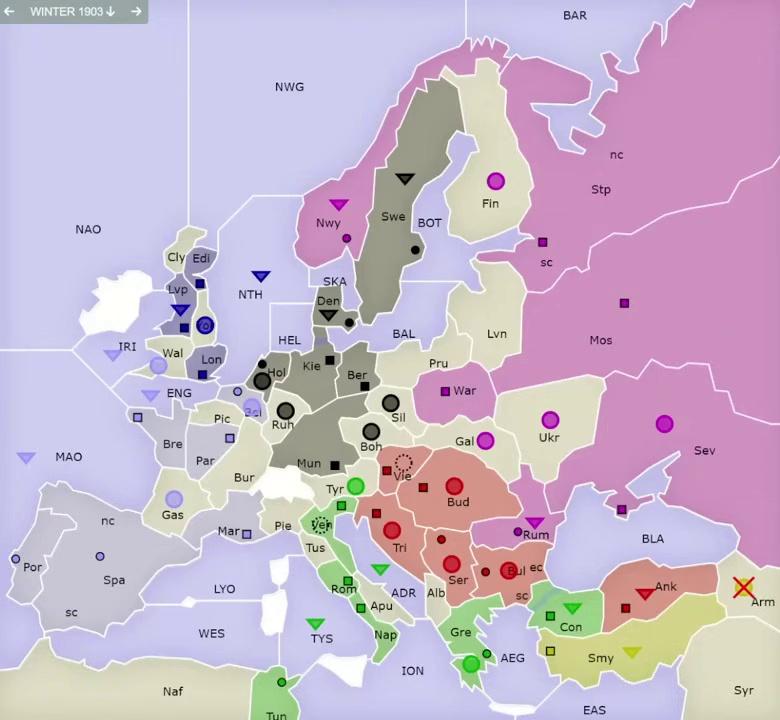 ← WINTER 1903↓ →
BAR
NWG
nc
Stp
Fin
Nwy
Swe
BOT
NAO
Cly
Edi
sc
SKA
Lvp
NTH
Den
Mos
Lvn
HEL
BAL
IRI
Wal
Lon
Hol
Kie
Ber
Pru
War
ENG
Pic
Sil
Ruh
Boh
Gal
Ukr
Bre
Par
Mun
Sev
MAO
Bur
Vie
Tyr
Bud
nc
Gas
Ven
Rum
Mar
Pie
Tri
BLA
Por
Spa
Tus
Ser
Bul
ec
LYO
Rom
ADR
Alb
sc
Ank
Arm
sc
Apu
Con
WES
TYS
Nap
Gre
ION
AEG
Smy
Naf
Syr
Tun
EAS